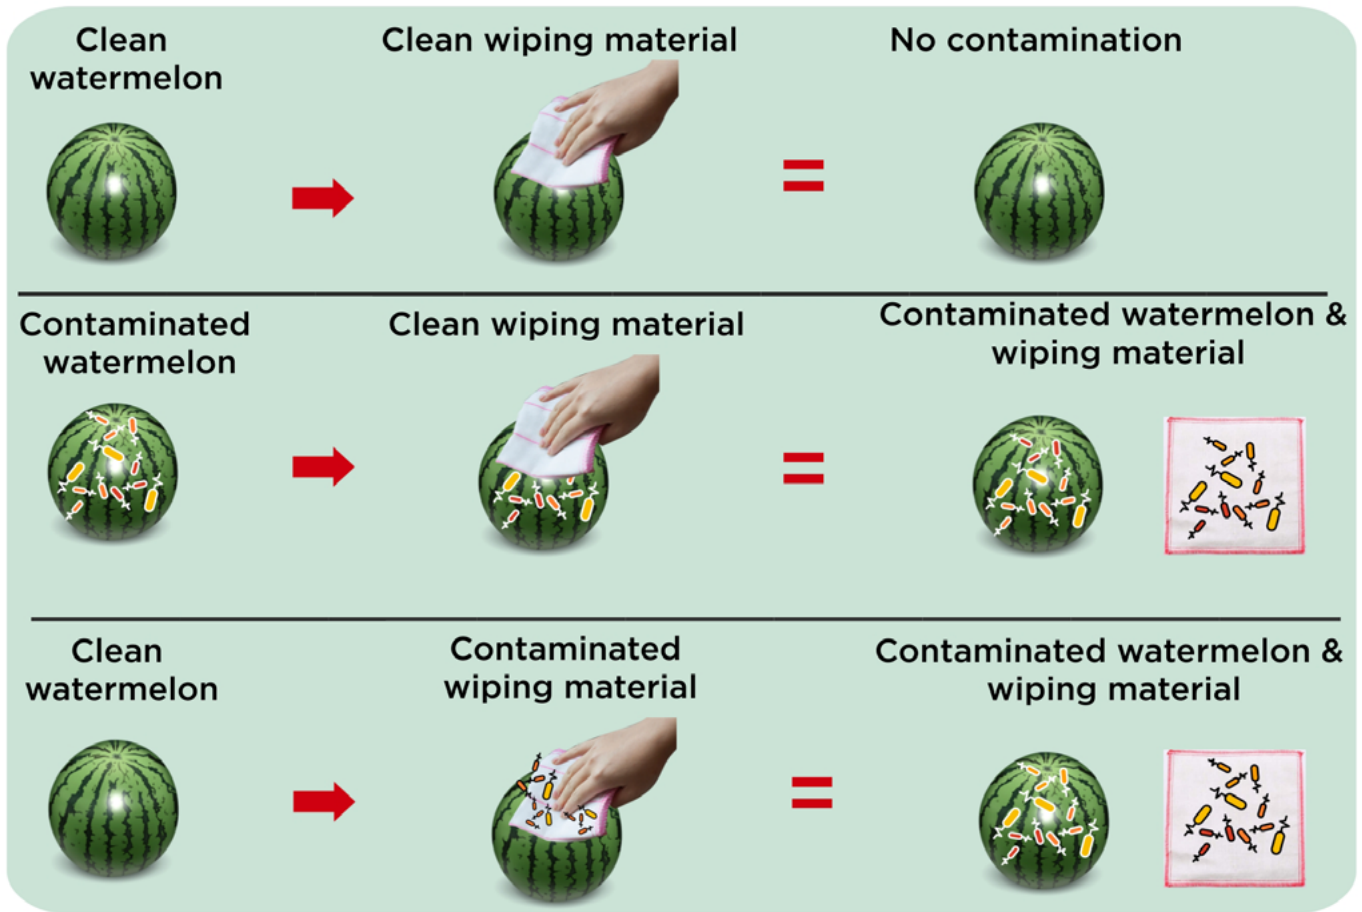 Clean
watermelon
Clean wiping material
No contamination
=
Contaminated
watermelon
Clean wiping material
Contaminated watermelon &
wiping material
=
Clean
watermelon
Contaminated
wiping material
Contaminated watermelon &
wiping material
=